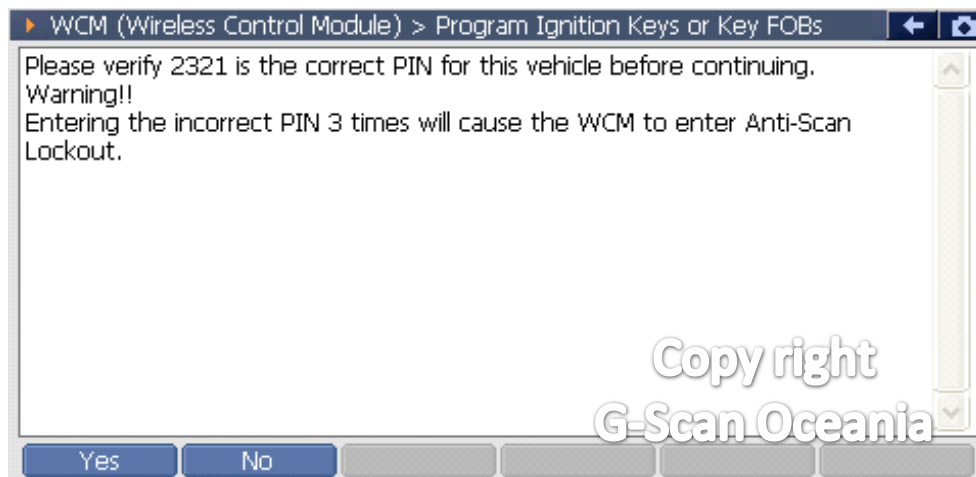 WCM (Wireless Control Module) > Program Ignition Keys or Key FOBs
Please verify 2321 is the correct PIN for this vehicle before continuing.
Warning!!
Entering the incorrect PIN 3 times will cause the WCM to enter Anti-Scan
Lockout.
Copy right
G-Scan Oceania
Yes No